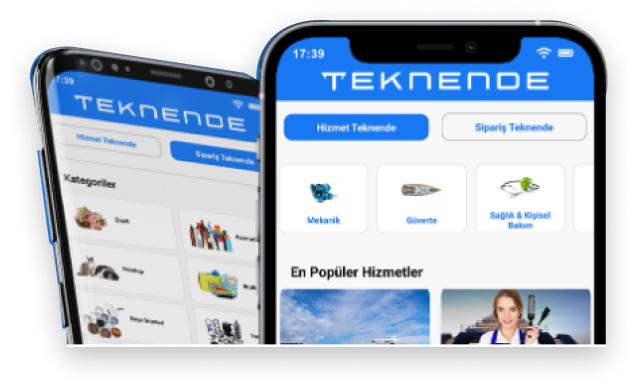 17:39
TEKNENDE
Hizmet Teknende
Sipariş Teknende
Kategoriler
Petshop
17:39
TEKNENDE
Hizmet Teknende
Sipariş Teknende
Mekanik
Güverte
Sağlık & Kişisel
Bakım
En Popüler Hizmetler